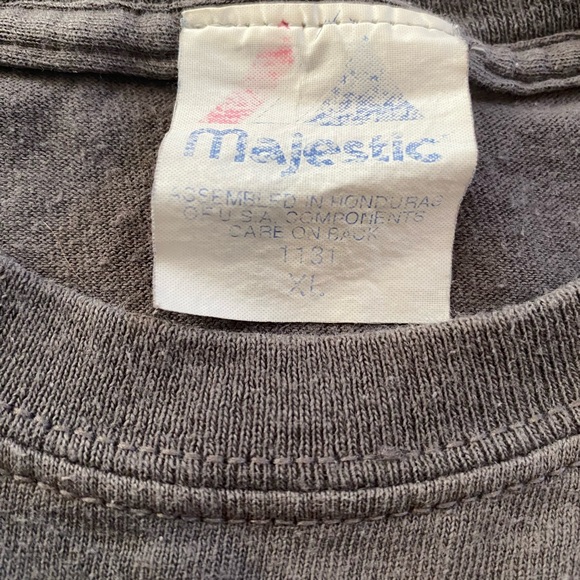 majestic
ASSEMBLED IN HONDURAS
OF U.S.A. COMPONENTS
CARE ON BACK
1131
XL